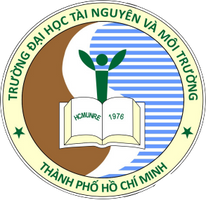 TRƯỜNG ĐẠI HỌC TÀI NGUYÊN VÀ MÔI TRƯỜNG
HCMUNRE 1976
THÀNH PHỐ HỒ CHÍ MINH